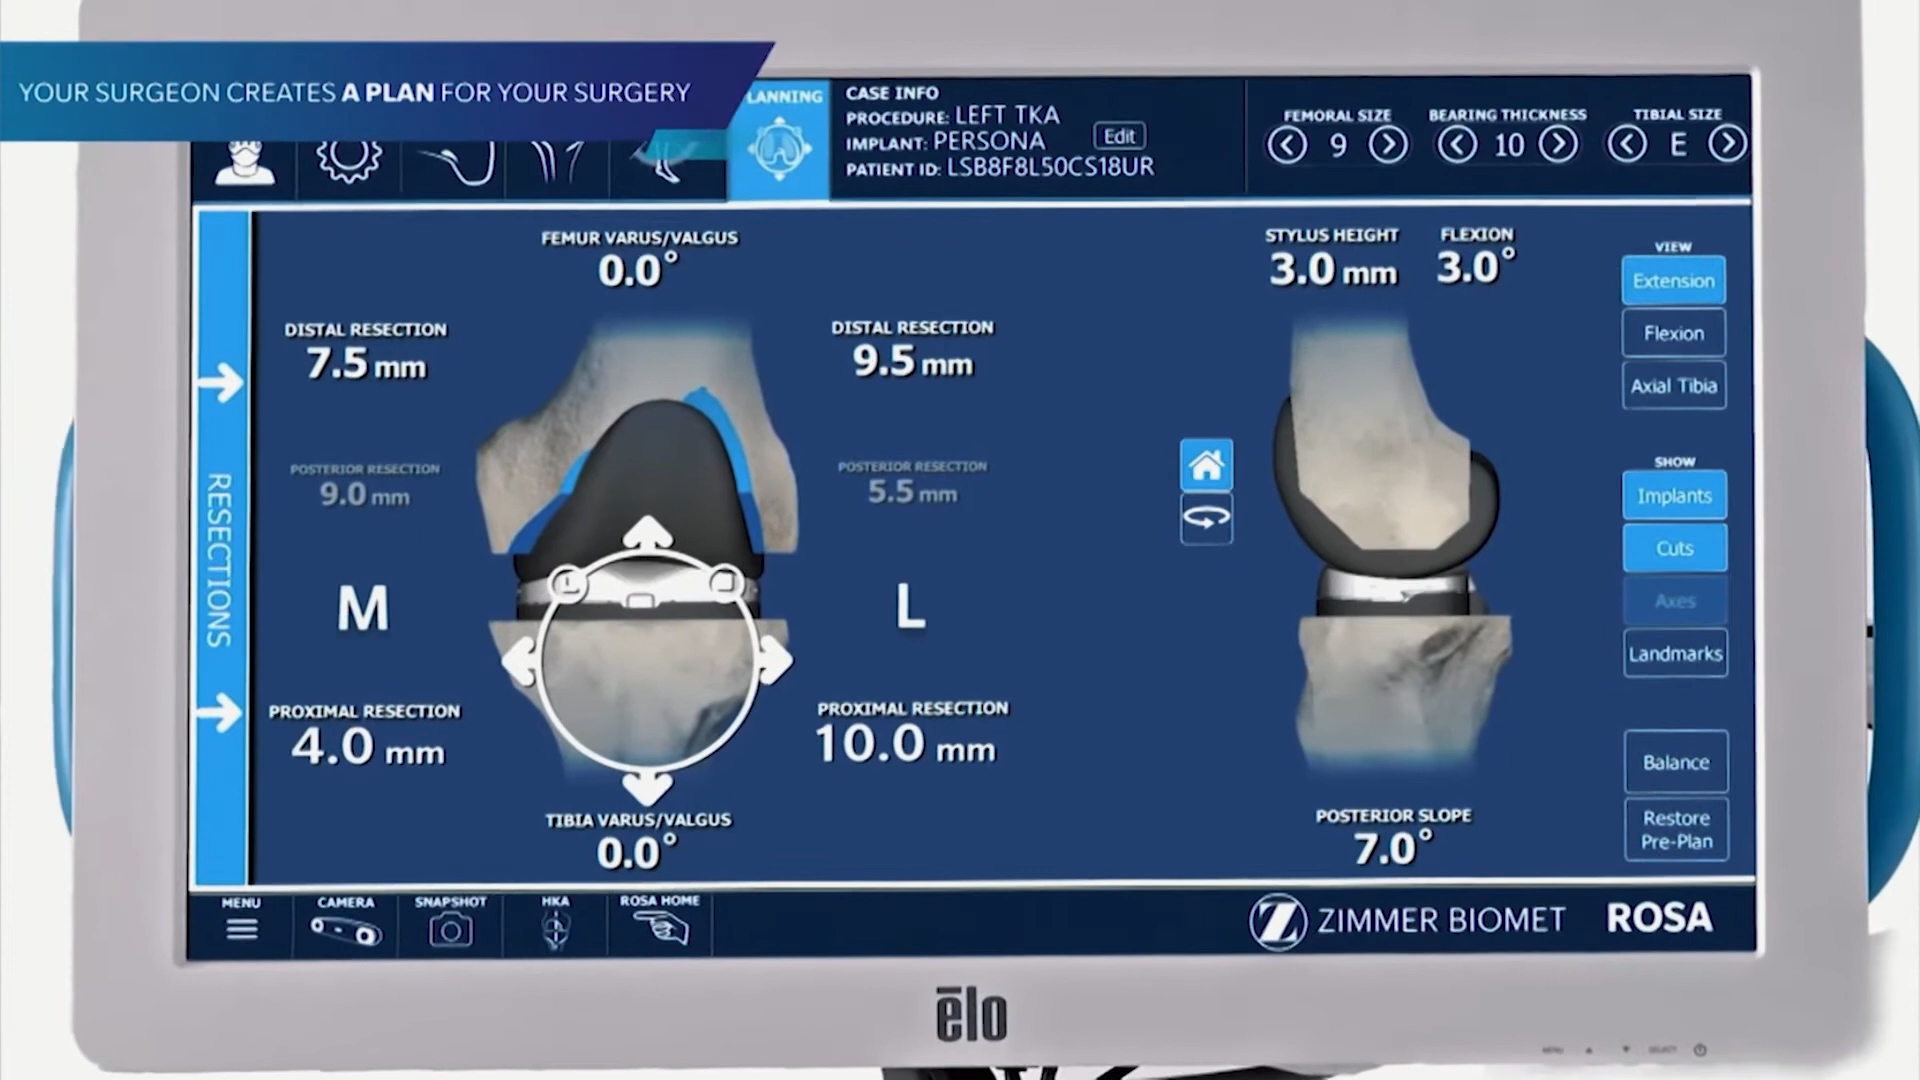 YOUR SURGEON CREATES A PLAN FOR YOUR SURGERY
CASE INFO
PROCEDURE: LEFT TKA
IMPLANT: PERSONA
Edit
PATIENT ID: LSB8F8L50CS18UR
FEMORAL SIZE
9
BEARING THICKNESS
10
TIBIAL SIZE
E
RESECTIONS
FEMUR VARUS/VALGUS
0.0°
DISTAL RESECTION
7.5 mm
DISTAL RESECTION
9.5 mm
POSTERIOR RESECTION
9.0 mm
POSTERIOR RESECTION
5.5 mm
M
L
PROXIMAL RESECTION
4.0 mm
PROXIMAL RESECTION
10.0 mm
TIBIA VARUS/VALGUS
0.0°
STYLUS HEIGHT
3.0 mm
FLEXION
3.0°
POSTERIOR SLOPE
7.0°
VIEW
Extension
Flexion
Axial Tibia
SHOW
Implants
Cuts
Axes
Landmarks
Balance
Restore
Pre-Plan
MENU
CAMERA
SNAPSHOT
HKA
ROSA HOME
ZIMMER BIOMET
ROSA
ēlo